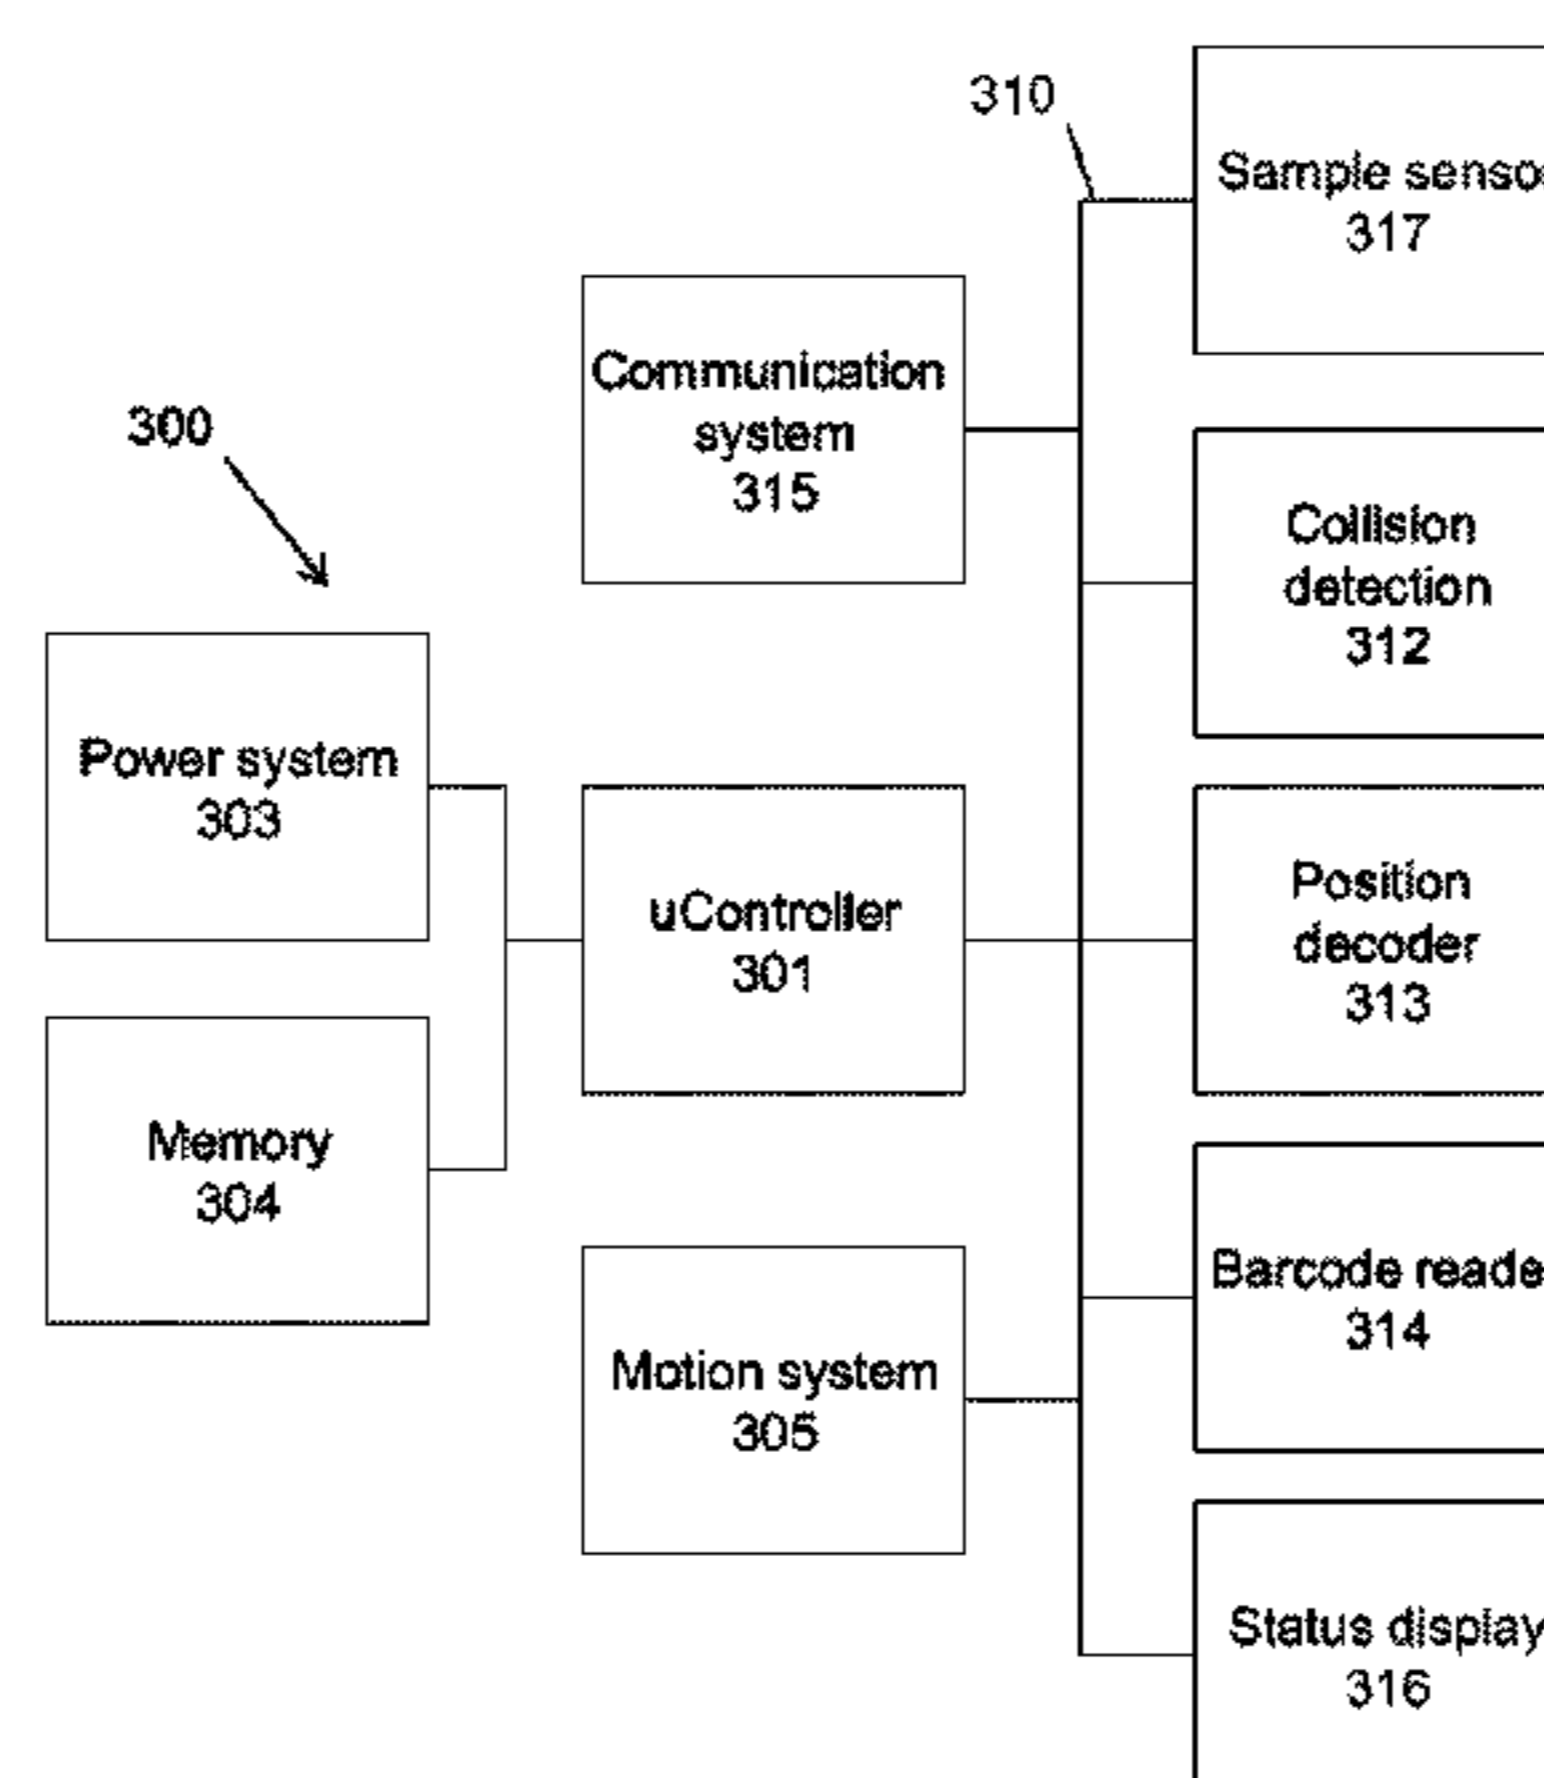 310
Sample senso
317
Communication
system
315
300
Collision
detection
312
Power system
303
uController
301
Position
decoder
313
Memory
304
Barcode reade
314
Motion system
305
Status display
316